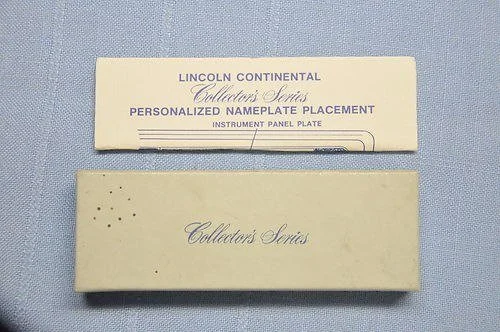 LINCOLN CONTINENTAL
Collector's Series
PERSONALIZED NAMEPLATE PLACEMENT
INSTRUMENT PANEL PLATE
Collector's Series